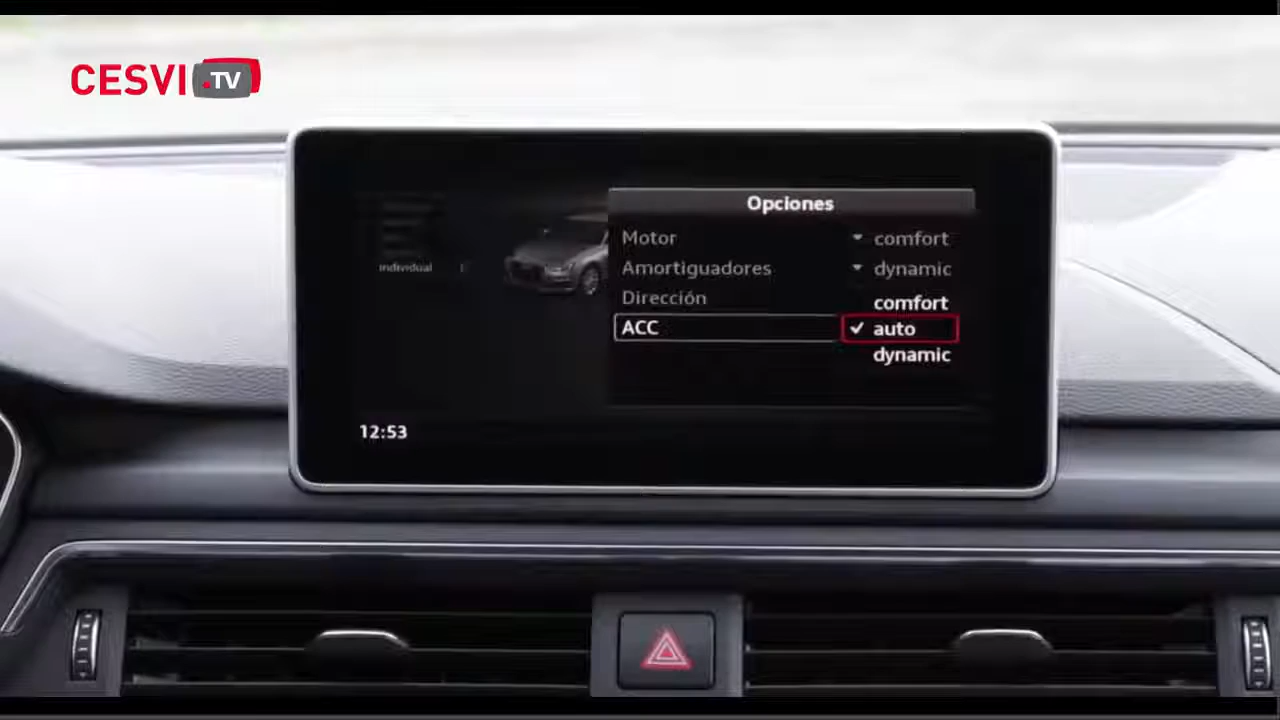 CESVI.TV
Opciones
Motor comfort
Amortiguadores dynamic
individual
Dirección comfort
ACC auto
dynamic
12:53